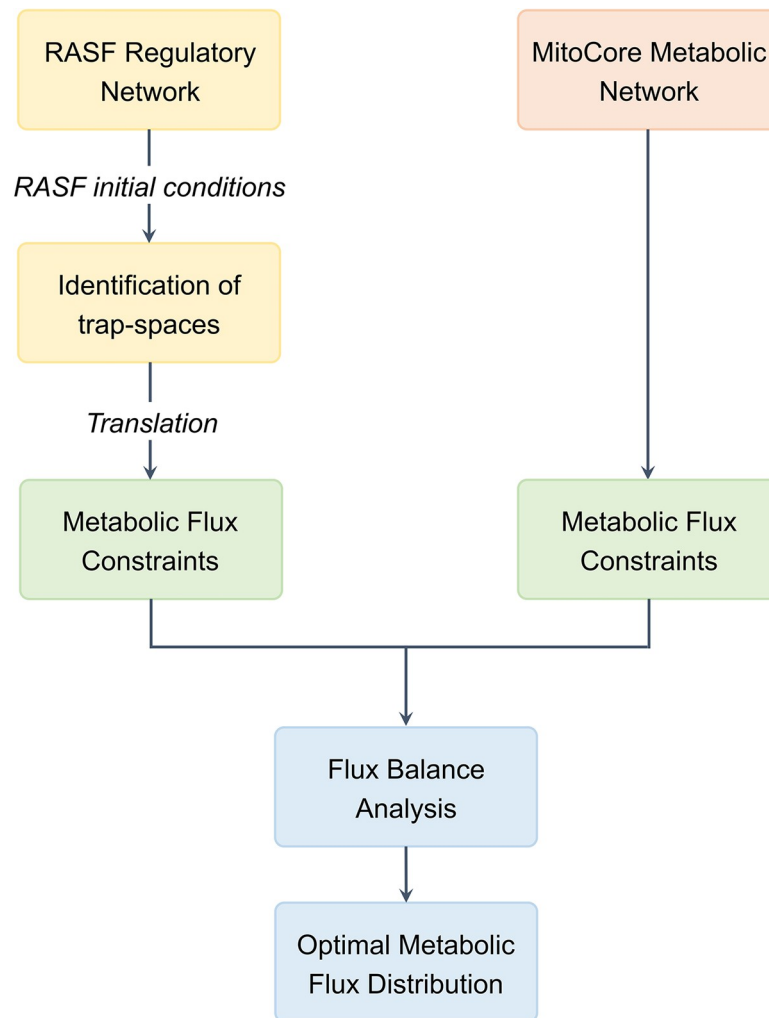 RASF Regulatory
Network
MitoCore Metabolic
Network
RASF initial conditions
Identification of
trap-spaces
Translation
Metabolic Flux
Constraints
Metabolic Flux
Constraints
Flux Balance
Analysis
Optimal Metabolic
Flux Distribution